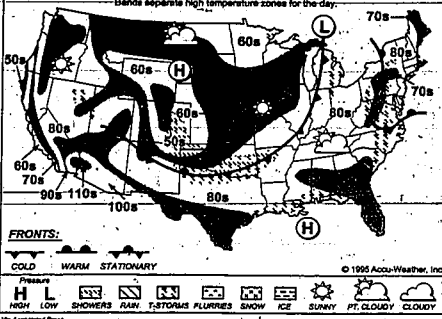 Bands separate high temperature zones for the day.
70s
L
50s
60s
80s
60s
H
70s
60s
80s
50s
80s
60s
70s
80s
90s
110s
100s
H
FRONTS:
COLD WARM STATIONARY
© 1995 Accu-Weather, Inc
Pressure
H L
HIGH LOW SHOWERS RAIN T-STORMS FLURRIES SNOW ICE SUNNY PT. CLOUDY CLOUDY